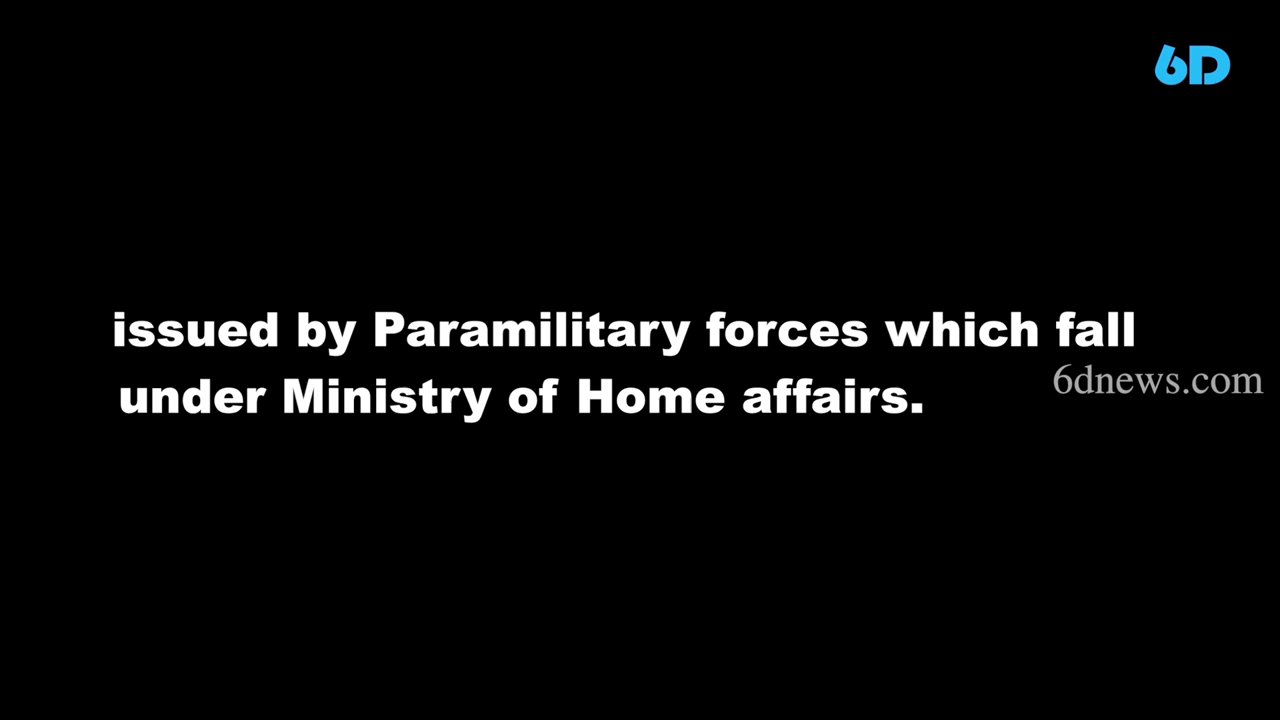 6D
issued by Paramilitary forces which fall
under Ministry of Home affairs.
6dnews.com